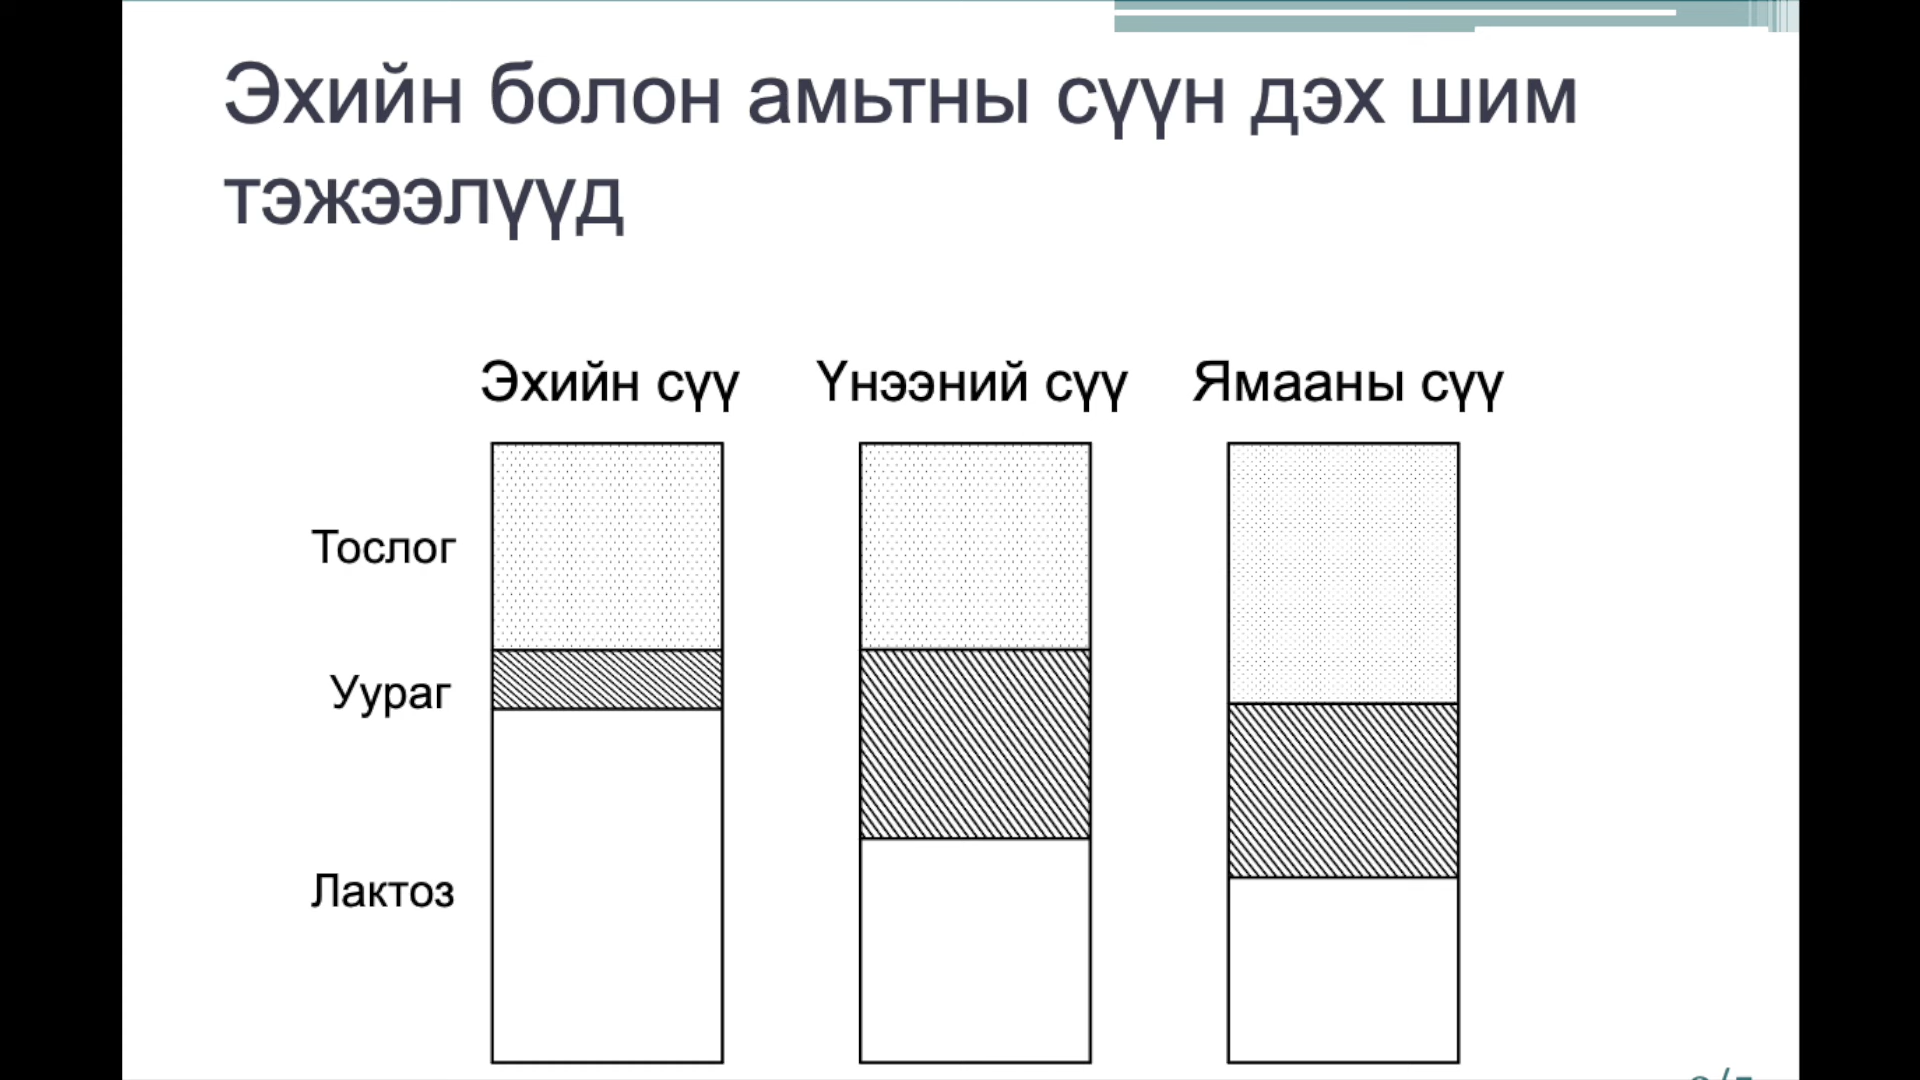 Эхийн болон амьтны сүүн дэх шим
тэжээлүүд
Эхийн сүү Үнээний сүү Ямааны сүү
Тослог
Уураг
Лактоз